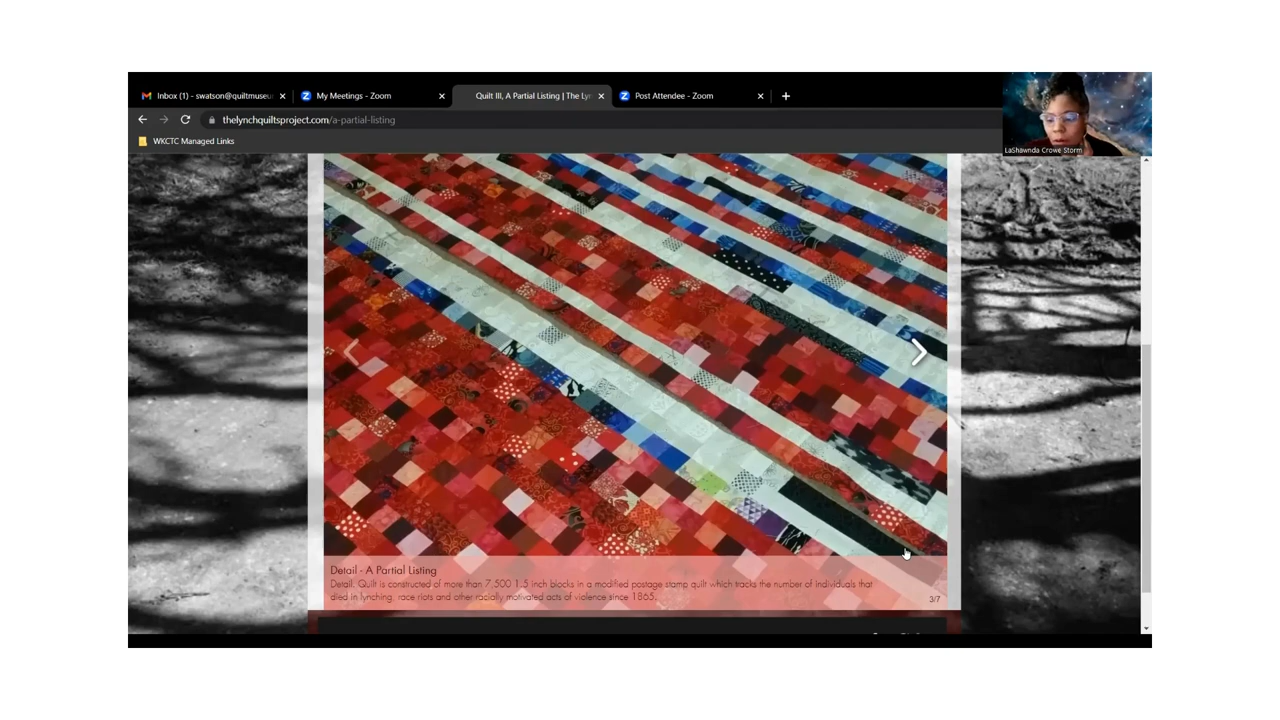 Inbox (1) - swatson@quiltmuseu
My Meetings - Zoom
Quilt III, A Partial Listing | The Ly
Post Attendee - Zoom
thelynchquiltsproject.com/a-partial-listing
WKCTC Managed Links
LaShawnda Crowe Storm
Detail - A Partial Listing
Detail. Quilt is constructed of more than 7,500 1.5 inch blocks in a modified postage stamp quilt which tracks the number of individuals that
died in lynching, race riots and other racially motivated acts of violence since 1865.
3/7